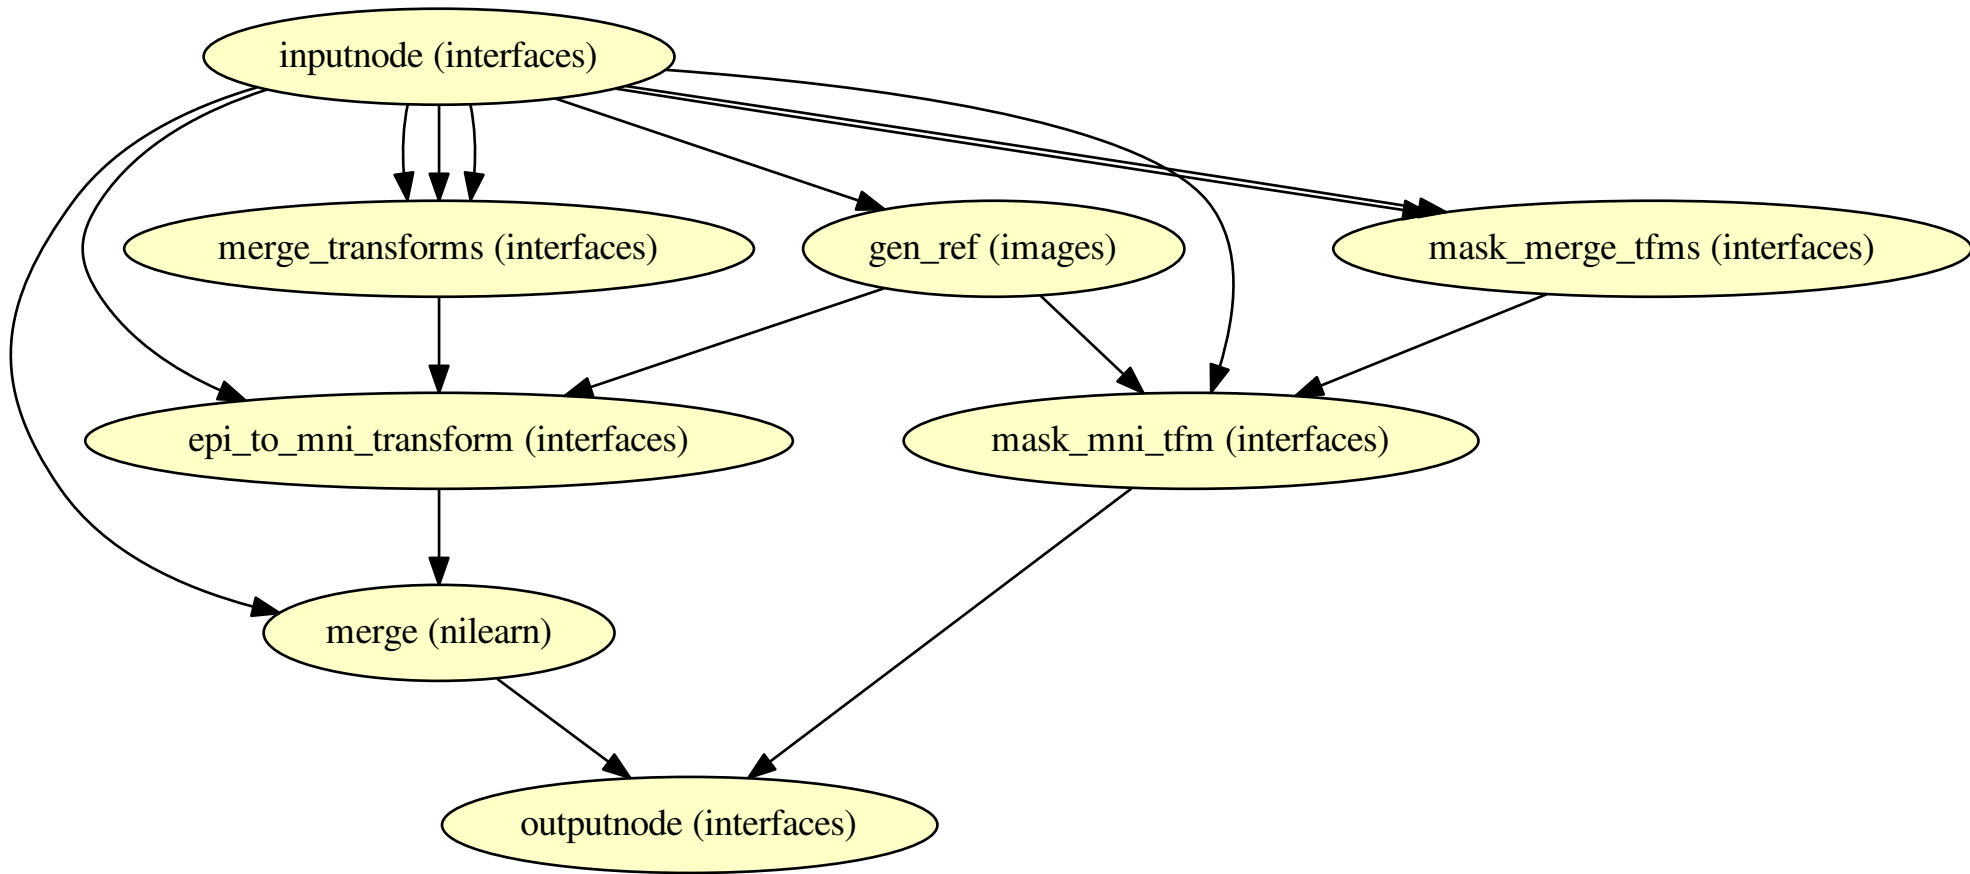 inputnode (interfaces)
merge_transforms (interfaces)
gen_ref (images)
mask_merge_tfms (interfaces)
epi_to_mni_transform (interfaces)
mask_mni_tfm (interfaces)
merge (nilearn)
outputnode (interfaces)